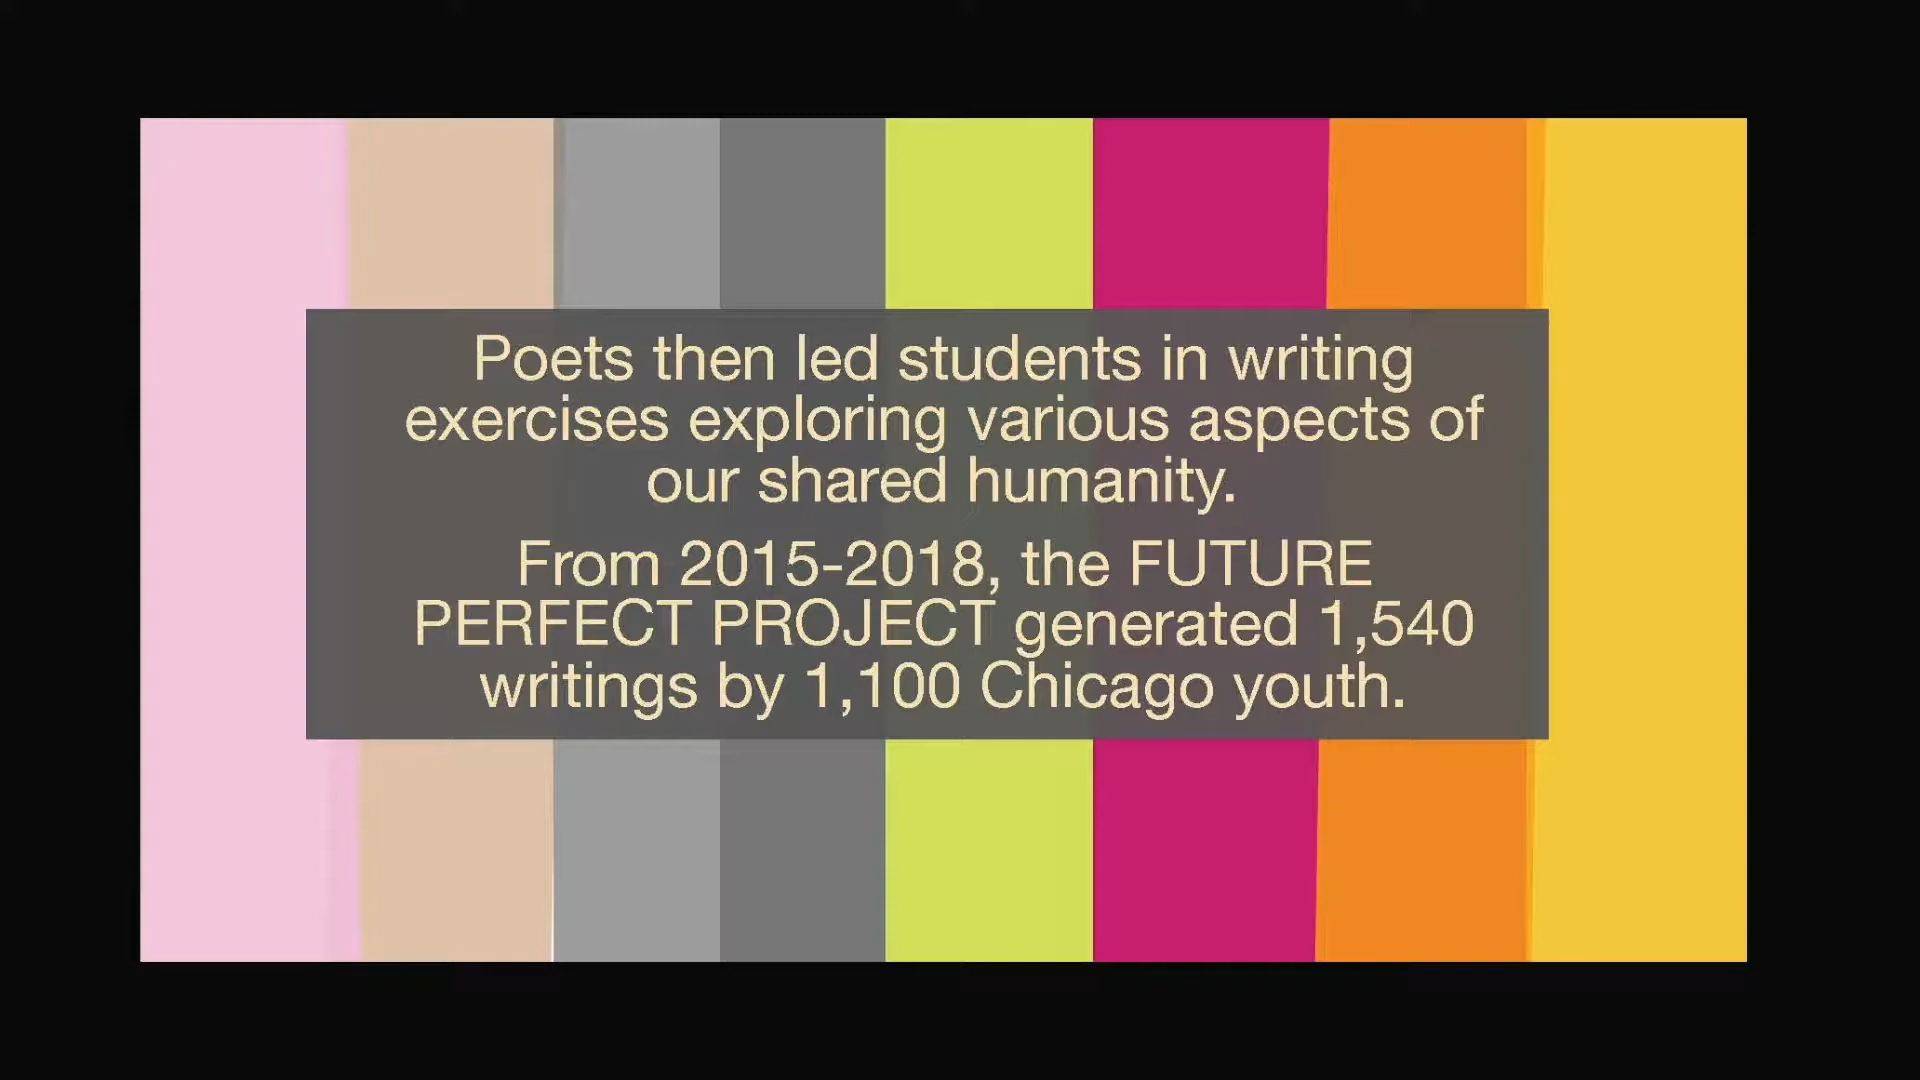 Poets then led students in writing
exercises exploring various aspects of
our shared humanity.
From 2015-2018, the FUTURE
PERFECT PROJECT generated 1,540
writings by 1,100 Chicago youth.